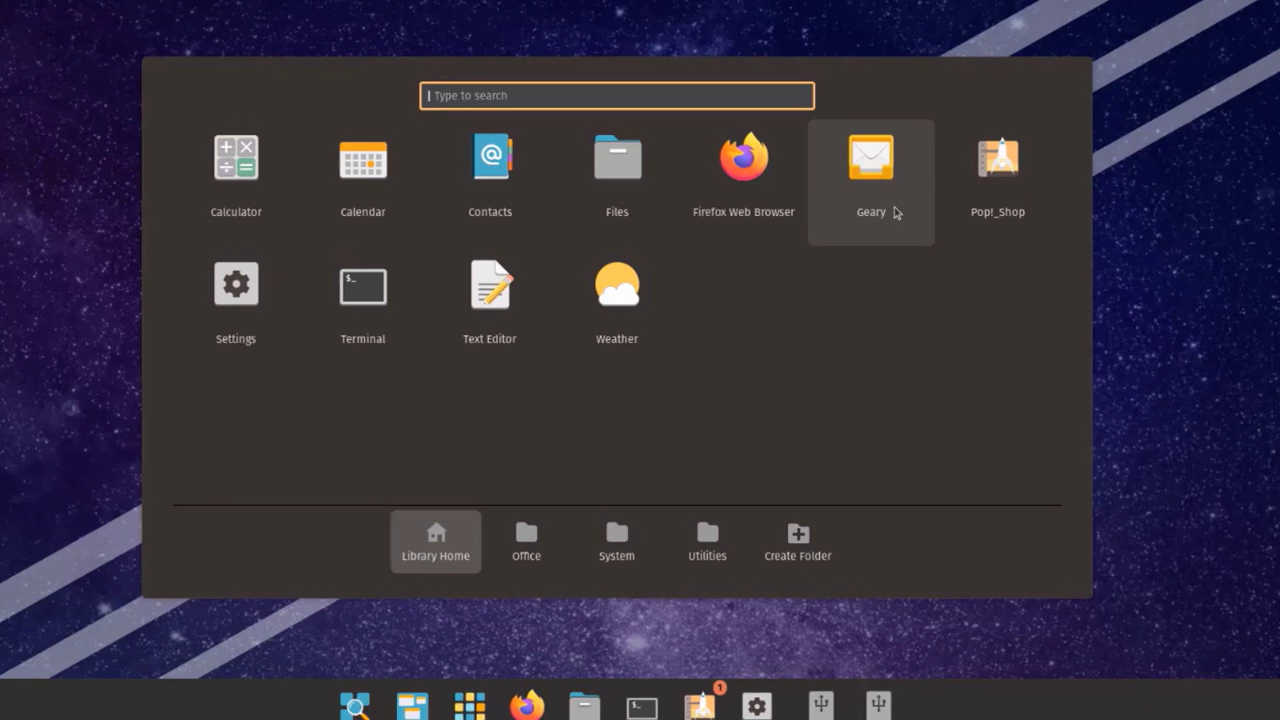 Type to search
Calculator
Calendar
Contacts
Files
Firefox Web Browser
Geary
Pop!_Shop
$_
Settings
Terminal
Text Editor
Weather
Library Home
Office
System
Utilities
Create Folder
$_
1